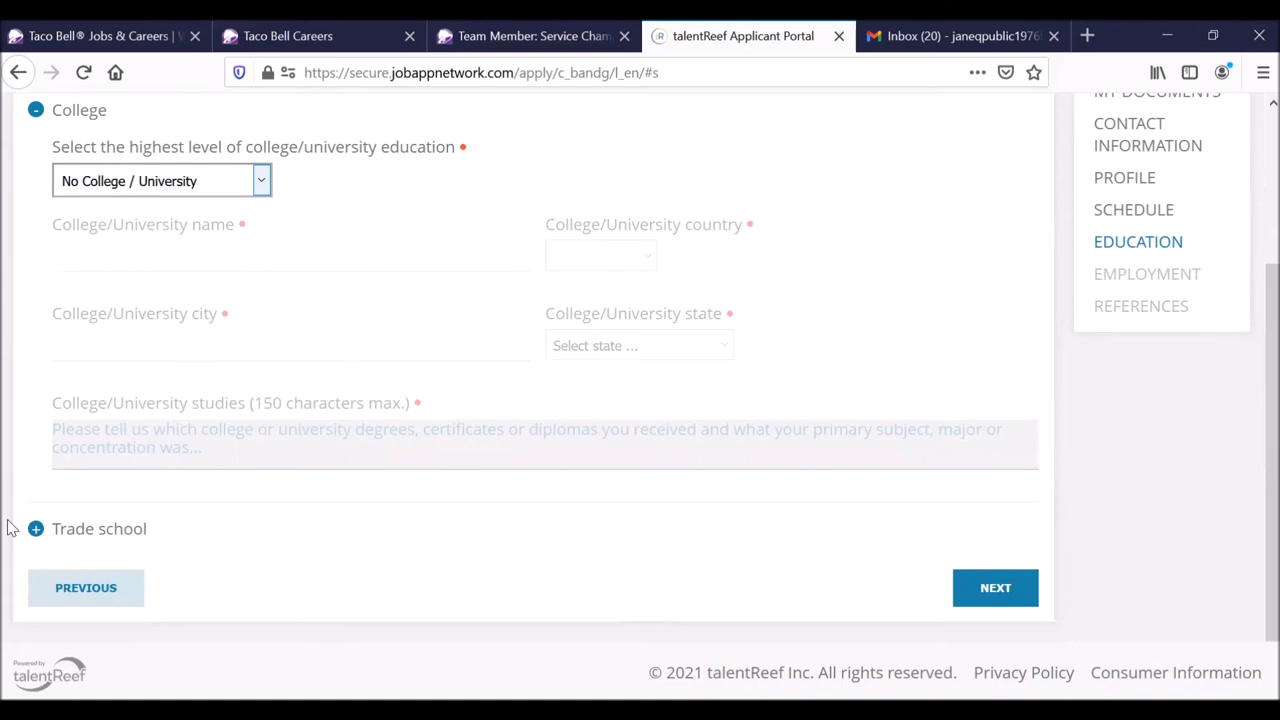 Taco Bell® Jobs & Careers | W
Taco Bell Careers
Team Member: Service Cham
talentReef Applicant Portal
Inbox (20) - janeqpublic1976
https://secure.jobappnetwork.com/apply/c_bandg/l_en/#s
College
Select the highest level of college/university education
No College / University
College/University name
College/University country
College/University city
College/University state
Select state ...
College/University studies (150 characters max.)
Please tell us which college or university degrees, certificates or diplomas you received and what your primary subject, major or
concentration was...
Trade school
PREVIOUS
NEXT
MY DOCUMENTS
CONTACT
INFORMATION
PROFILE
SCHEDULE
EDUCATION
EMPLOYMENT
REFERENCES
Powered by
talentReef
© 2021 talentReef Inc. All rights reserved.
Privacy Policy
Consumer Information